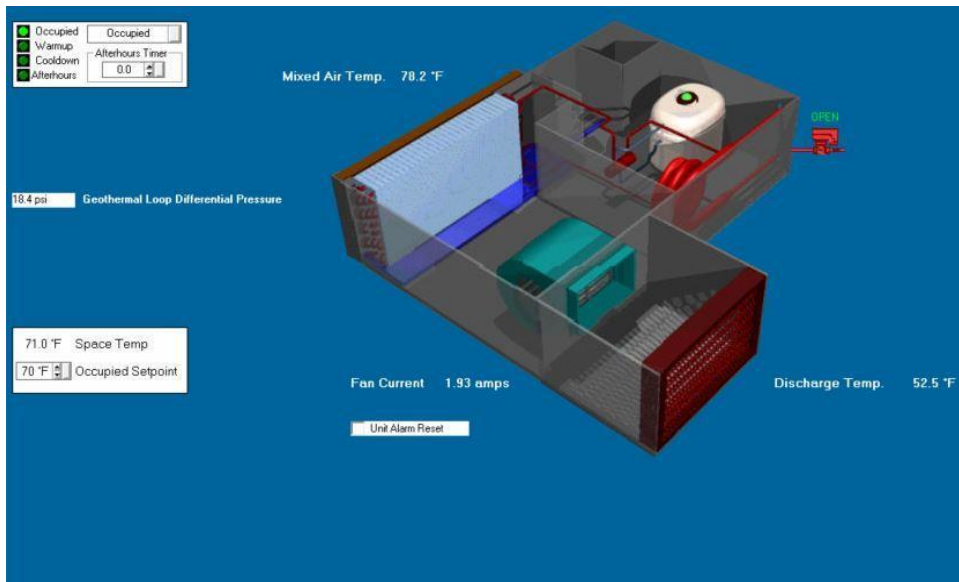 Occupied
Warmup
Cooldown
Afterhours
Occupied
Afterhours Timer
0.0
Mixed Air Temp. 78.2 °F
OPEN
18.4 psi Geothermal Loop Differential Pressure
71.0 °F Space Temp
70 °F Occupied Setpoint
Fan Current 1.93 amps
Discharge Temp. 52.5 °F
Unit Alarm Reset